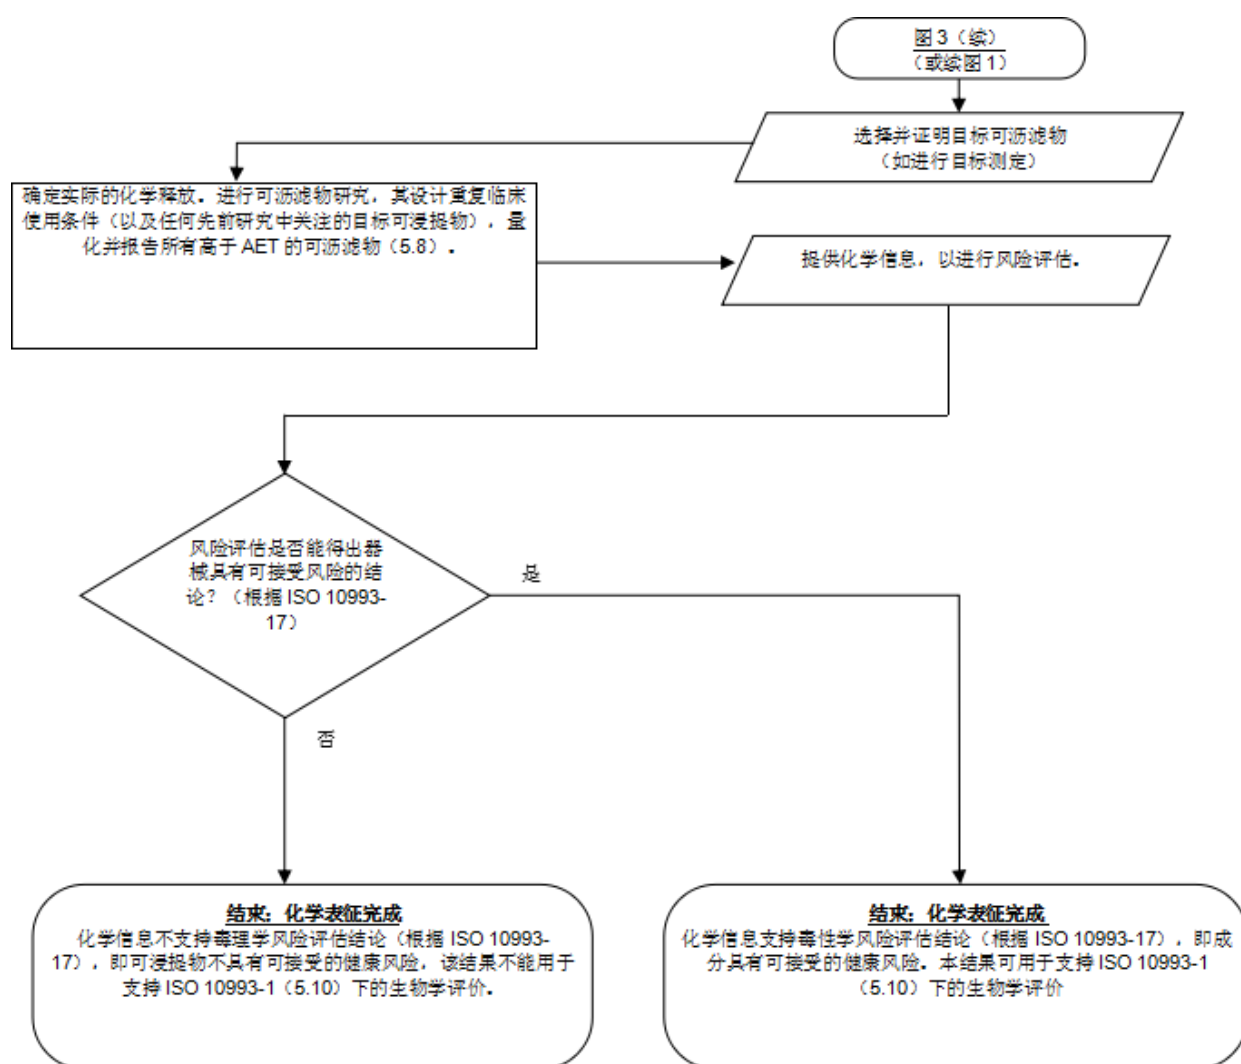 图 3（续）
（或续图 1）
选择并证明目标可沥滤物
（如进行目标测定）
确定实际的化学释放。进行可沥滤物研究，其设计重复临床
使用条件（以及任何先前研究中关注的目标可浸提物），量
化并报告所有高于 AET 的可沥滤物（5.8）。
提供化学信息，以进行风险评估。
风险评估是否能得出器
械具有可接受风险的结
论？（根据 ISO 10993-
17）
是
否
结束：化学表征完成
化学信息不支持毒理学风险评估结论（根据 ISO 10993-
17），即可浸提物不具有可接受的健康风险，该结果不能用于
支持 ISO 10993-1（5.10）下的生物学评价。
结束：化学表征完成
化学信息支持毒性学风险评估结论（根据 ISO 10993-17），即成
分具有可接受的健康风险。本结果可用于支持 ISO 10993-1
（5.10）下的生物学评价